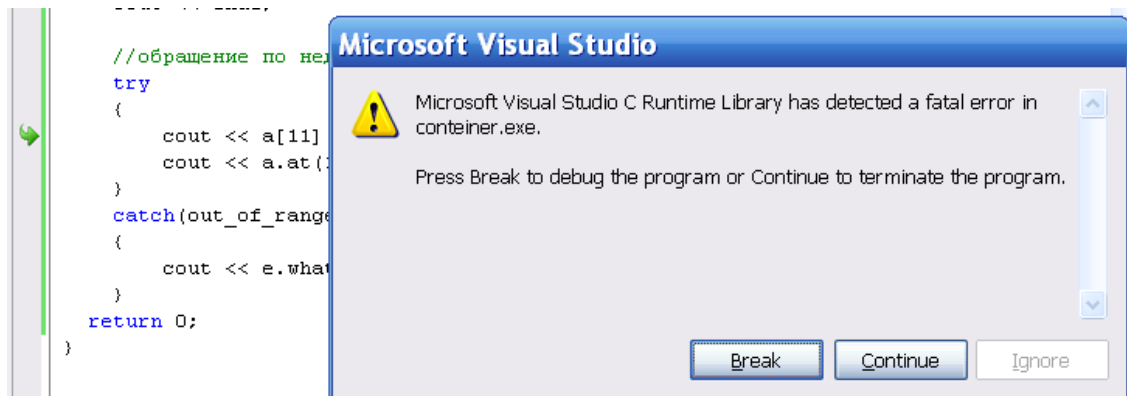 Microsoft Visual Studio
//обращение по
try
{
cout << a[11]
cout << a.at(
}
catch(out_of_range
{
cout << e.what
}
return 0;
}
Microsoft Visual Studio C Runtime Library has detected a fatal error in
conteiner.exe.
Press Break to debug the program or Continue to terminate the program.
Break
Continue
Ignore